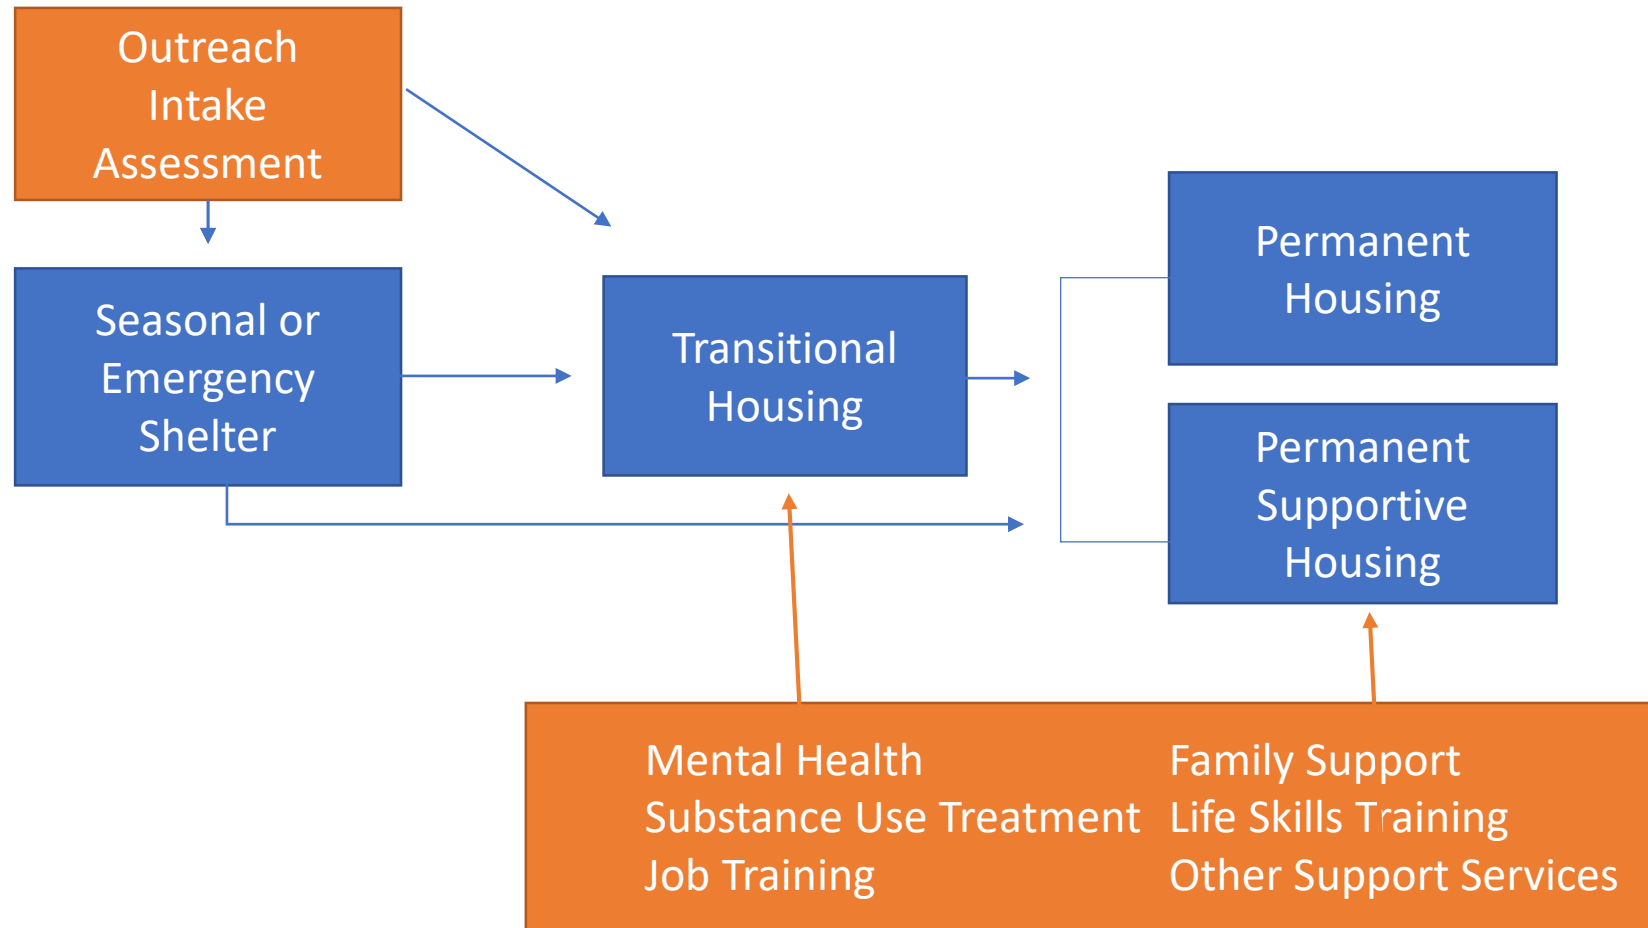 Outreach
Intake
Assessment
Seasonal or
Emergency
Shelter
Transitional
Housing
Permanent
Housing
Permanent
Supportive
Housing
Mental Health
Substance Use Treatment
Job Training
Family Support
Life Skills Training
Other Support Services